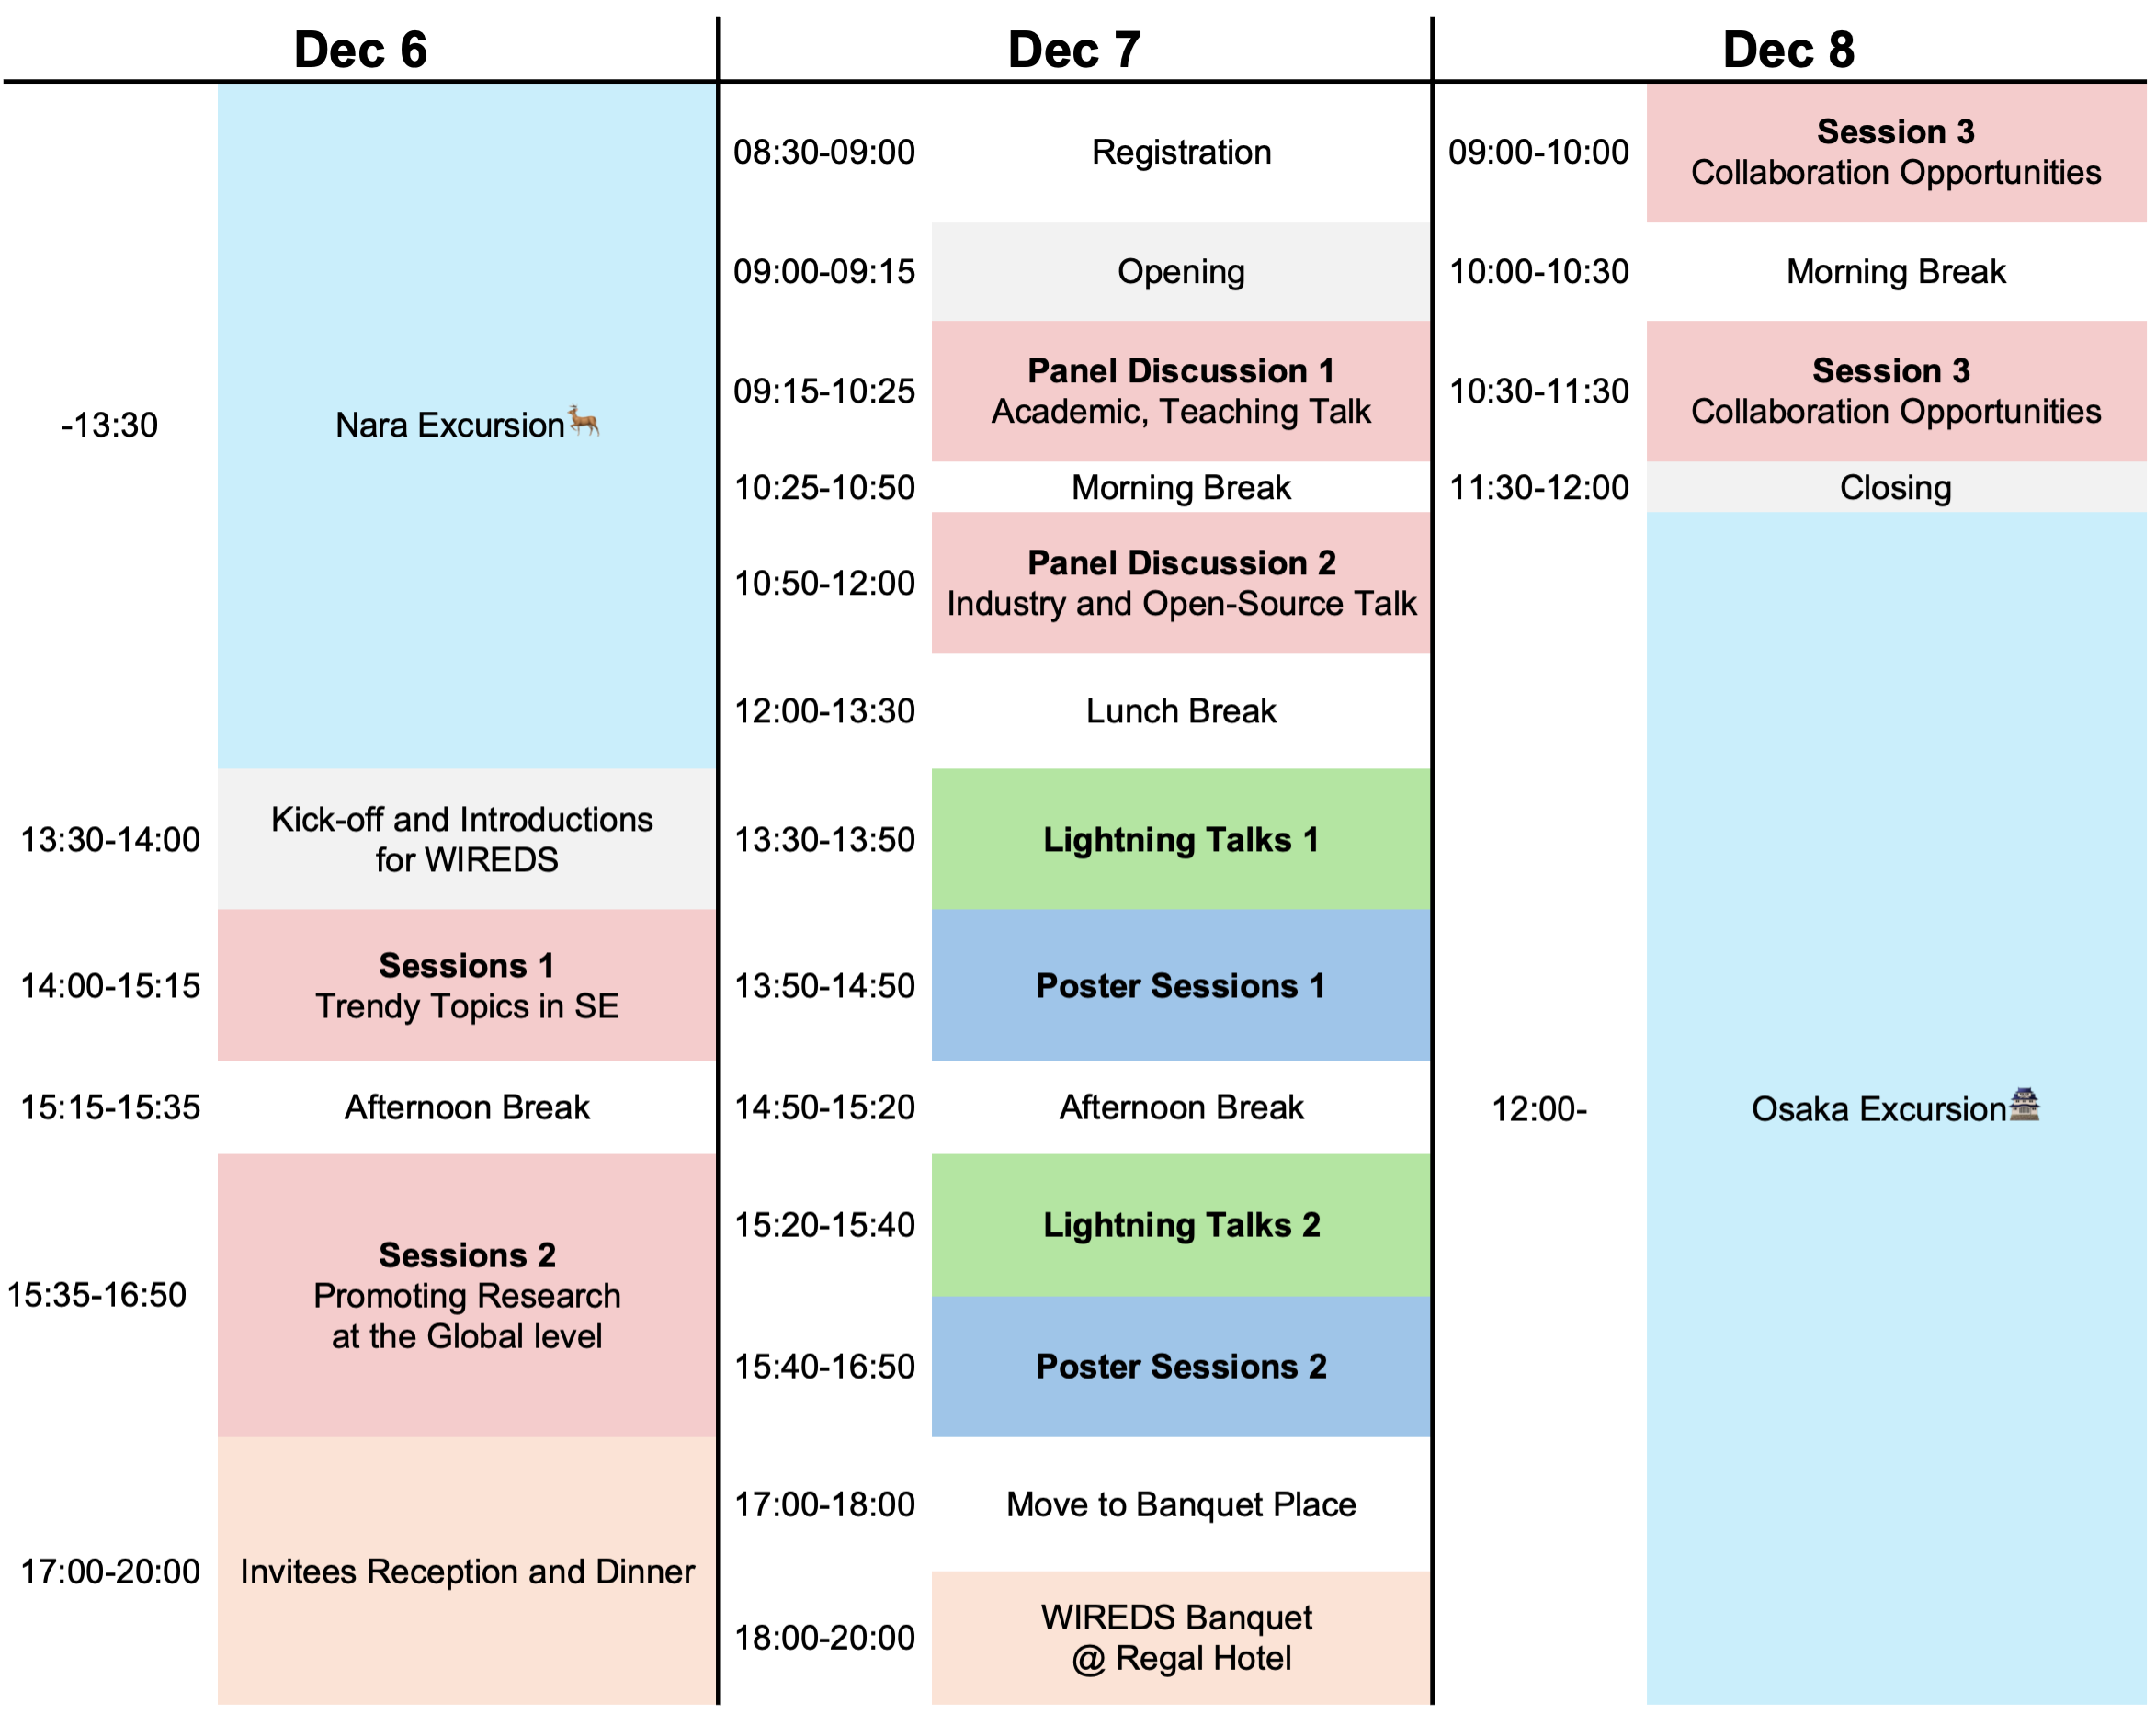 Dec 6
-13:30
Nara Excursion🦌
13:30-14:00
Kick-off and Introductions
for WIREDS
14:00-15:15
Sessions 1
Trendy Topics in SE
15:15-15:35
Afternoon Break
15:35-16:50
Sessions 2
Promoting Research
at the Global level
17:00-20:00
Invitees Reception and Dinner
Dec 7
08:30-09:00
Registration
09:00-09:15
Opening
09:15-10:25
Panel Discussion 1
Academic, Teaching Talk
10:25-10:50
Morning Break
10:50-12:00
Panel Discussion 2
Industry and Open-Source Talk
12:00-13:30
Lunch Break
13:30-13:50
Lightning Talks 1
13:50-14:50
Poster Sessions 1
14:50-15:20
Afternoon Break
15:20-15:40
Lightning Talks 2
15:40-16:50
Poster Sessions 2
17:00-18:00
Move to Banquet Place
18:00-20:00
WIREDS Banquet
@ Regal Hotel
Dec 8
09:00-10:00
Session 3
Collaboration Opportunities
10:00-10:30
Morning Break
10:30-11:30
Session 3
Collaboration Opportunities
11:30-12:00
Closing
12:00-
Osaka Excursion🏯